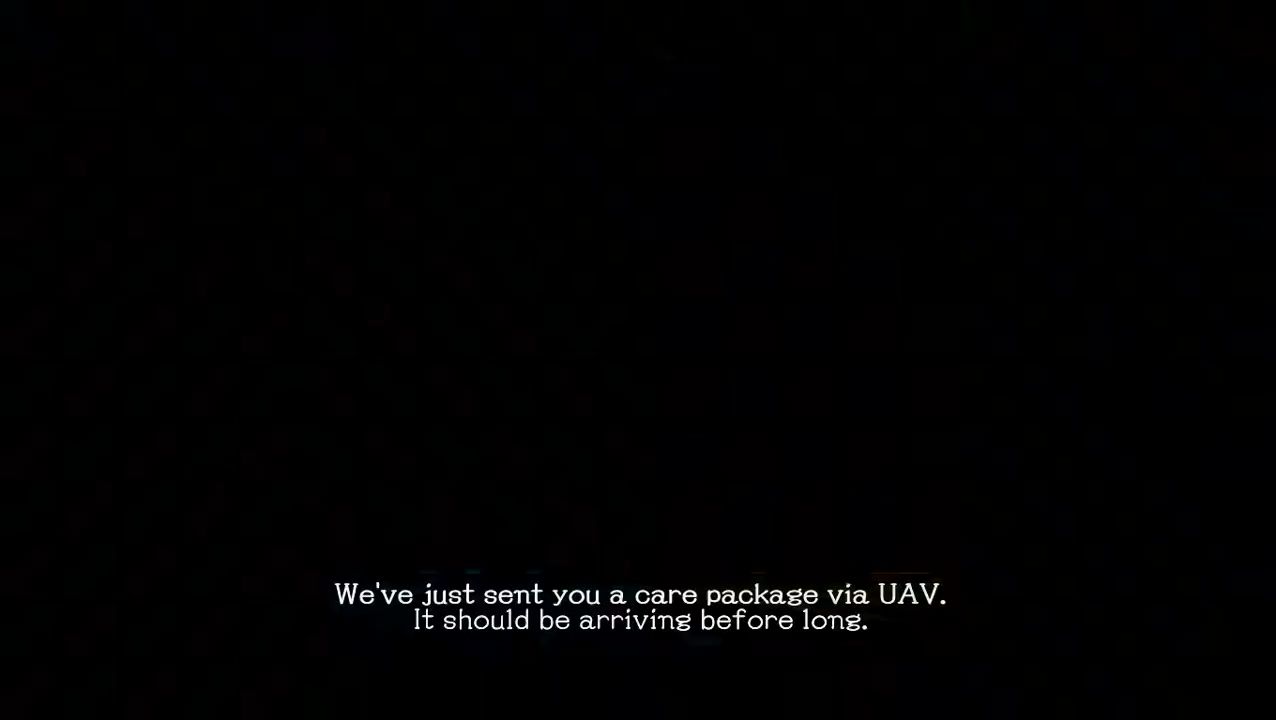 We've just sent you a care package via UAV.
It should be arriving before long.